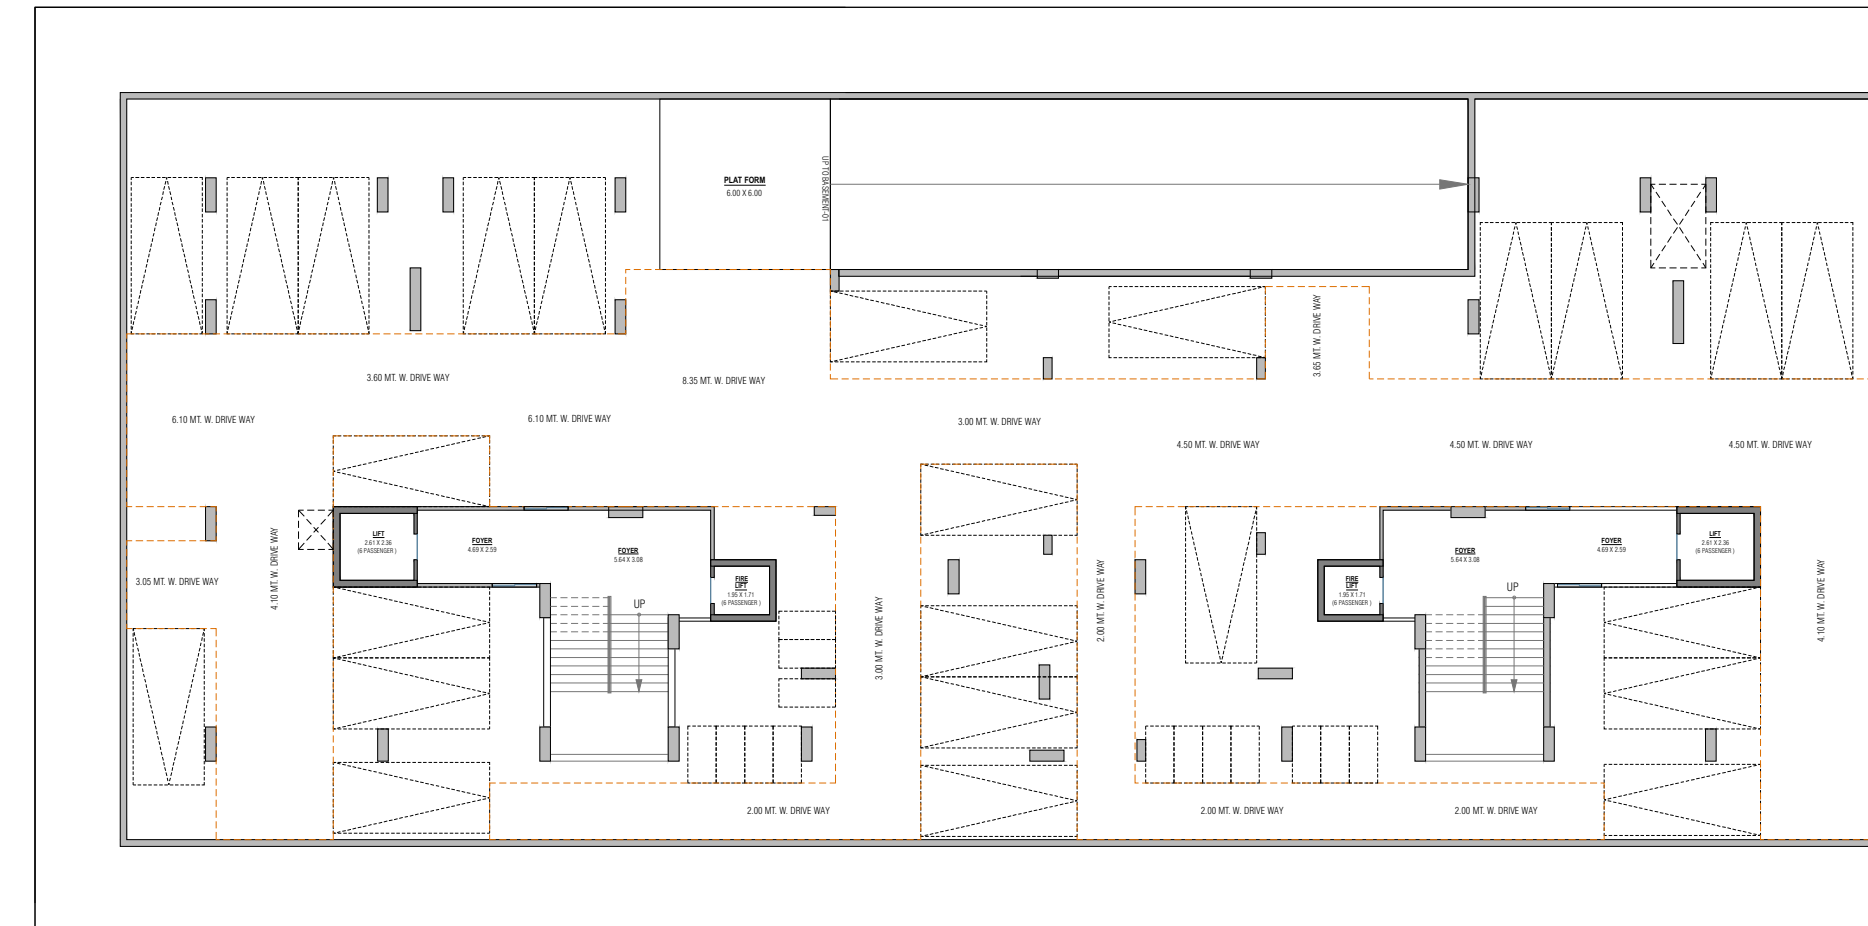 PLAT FORM
6.00 X 6.00
UP TO BASEMENT-01
3.65 MT. W. DRIVE WAY
3.60 MT. W. DRIVE WAY
8.35 MT. W. DRIVE WAY
6.10 MT. W. DRIVE WAY
6.10 MT. W. DRIVE WAY
3.00 MT. W. DRIVE WAY
4.50 MT. W. DRIVE WAY
4.50 MT. W. DRIVE WAY
4.50 MT. W. DRIVE WAY
LIFT
2.61 X 2.36
(6 PASSENGER )
FOYER
4.69 X 2.59
FOYER
5.64 X 3.08
FIRE
LIFT
1.95 X 1.71
(6 PASSENGER )
UP
4.10 MT. W. DRIVE WAY
3.05 MT. W. DRIVE WAY
3.00 MT. W. DRIVE WAY
2.00 MT. W. DRIVE WAY
FIRE
LIFT
1.95 X 1.71
(6 PASSENGER )
FOYER
5.64 X 3.08
FOYER
4.69 X 2.59
LIFT
2.61 X 2.36
(6 PASSENGER )
UP
4.10 MT. W. DRIVE WAY
2.00 MT. W. DRIVE WAY
2.00 MT. W. DRIVE WAY
2.00 MT. W. DRIVE WAY